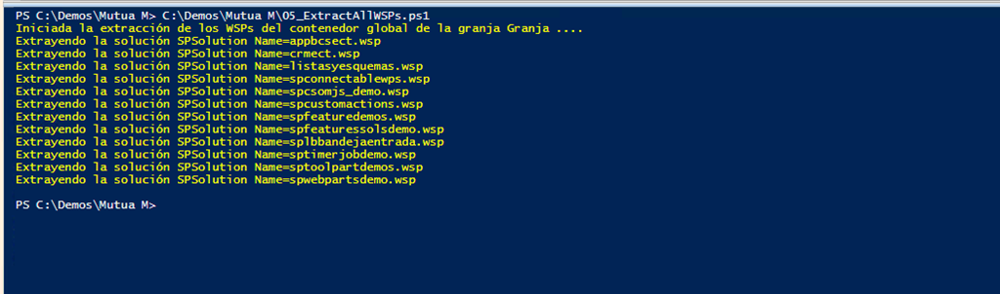 PS C:\Demos\Mutua M> C:\Demos\Mutua M\05_ExtractAllWSPs.ps1
Iniciada la extracción de los WSPs del contenedor global de la granja Granja ....
Extrayendo la solución SPSolution Name=appbcsect.wsp
Extrayendo la solución SPSolution Name=crmect.wsp
Extrayendo la solución SPSolution Name=listasyesquemas.wsp
Extrayendo la solución SPSolution Name=spconnectablewps.wsp
Extrayendo la solución SPSolution Name=spcsomjs_demo.wsp
Extrayendo la solución SPSolution Name=spcustomactions.wsp
Extrayendo la solución SPSolution Name=spfeaturedemos.wsp
Extrayendo la solución SPSolution Name=spfeaturessolsdemo.wsp
Extrayendo la solución SPSolution Name=splbbandejaentrada.wsp
Extrayendo la solución SPSolution Name=sptimerjobdemo.wsp
Extrayendo la solución SPSolution Name=sptoolpartdemos.wsp
Extrayendo la solución SPSolution Name=spwebpartsdemo.wsp
PS C:\Demos\Mutua M>